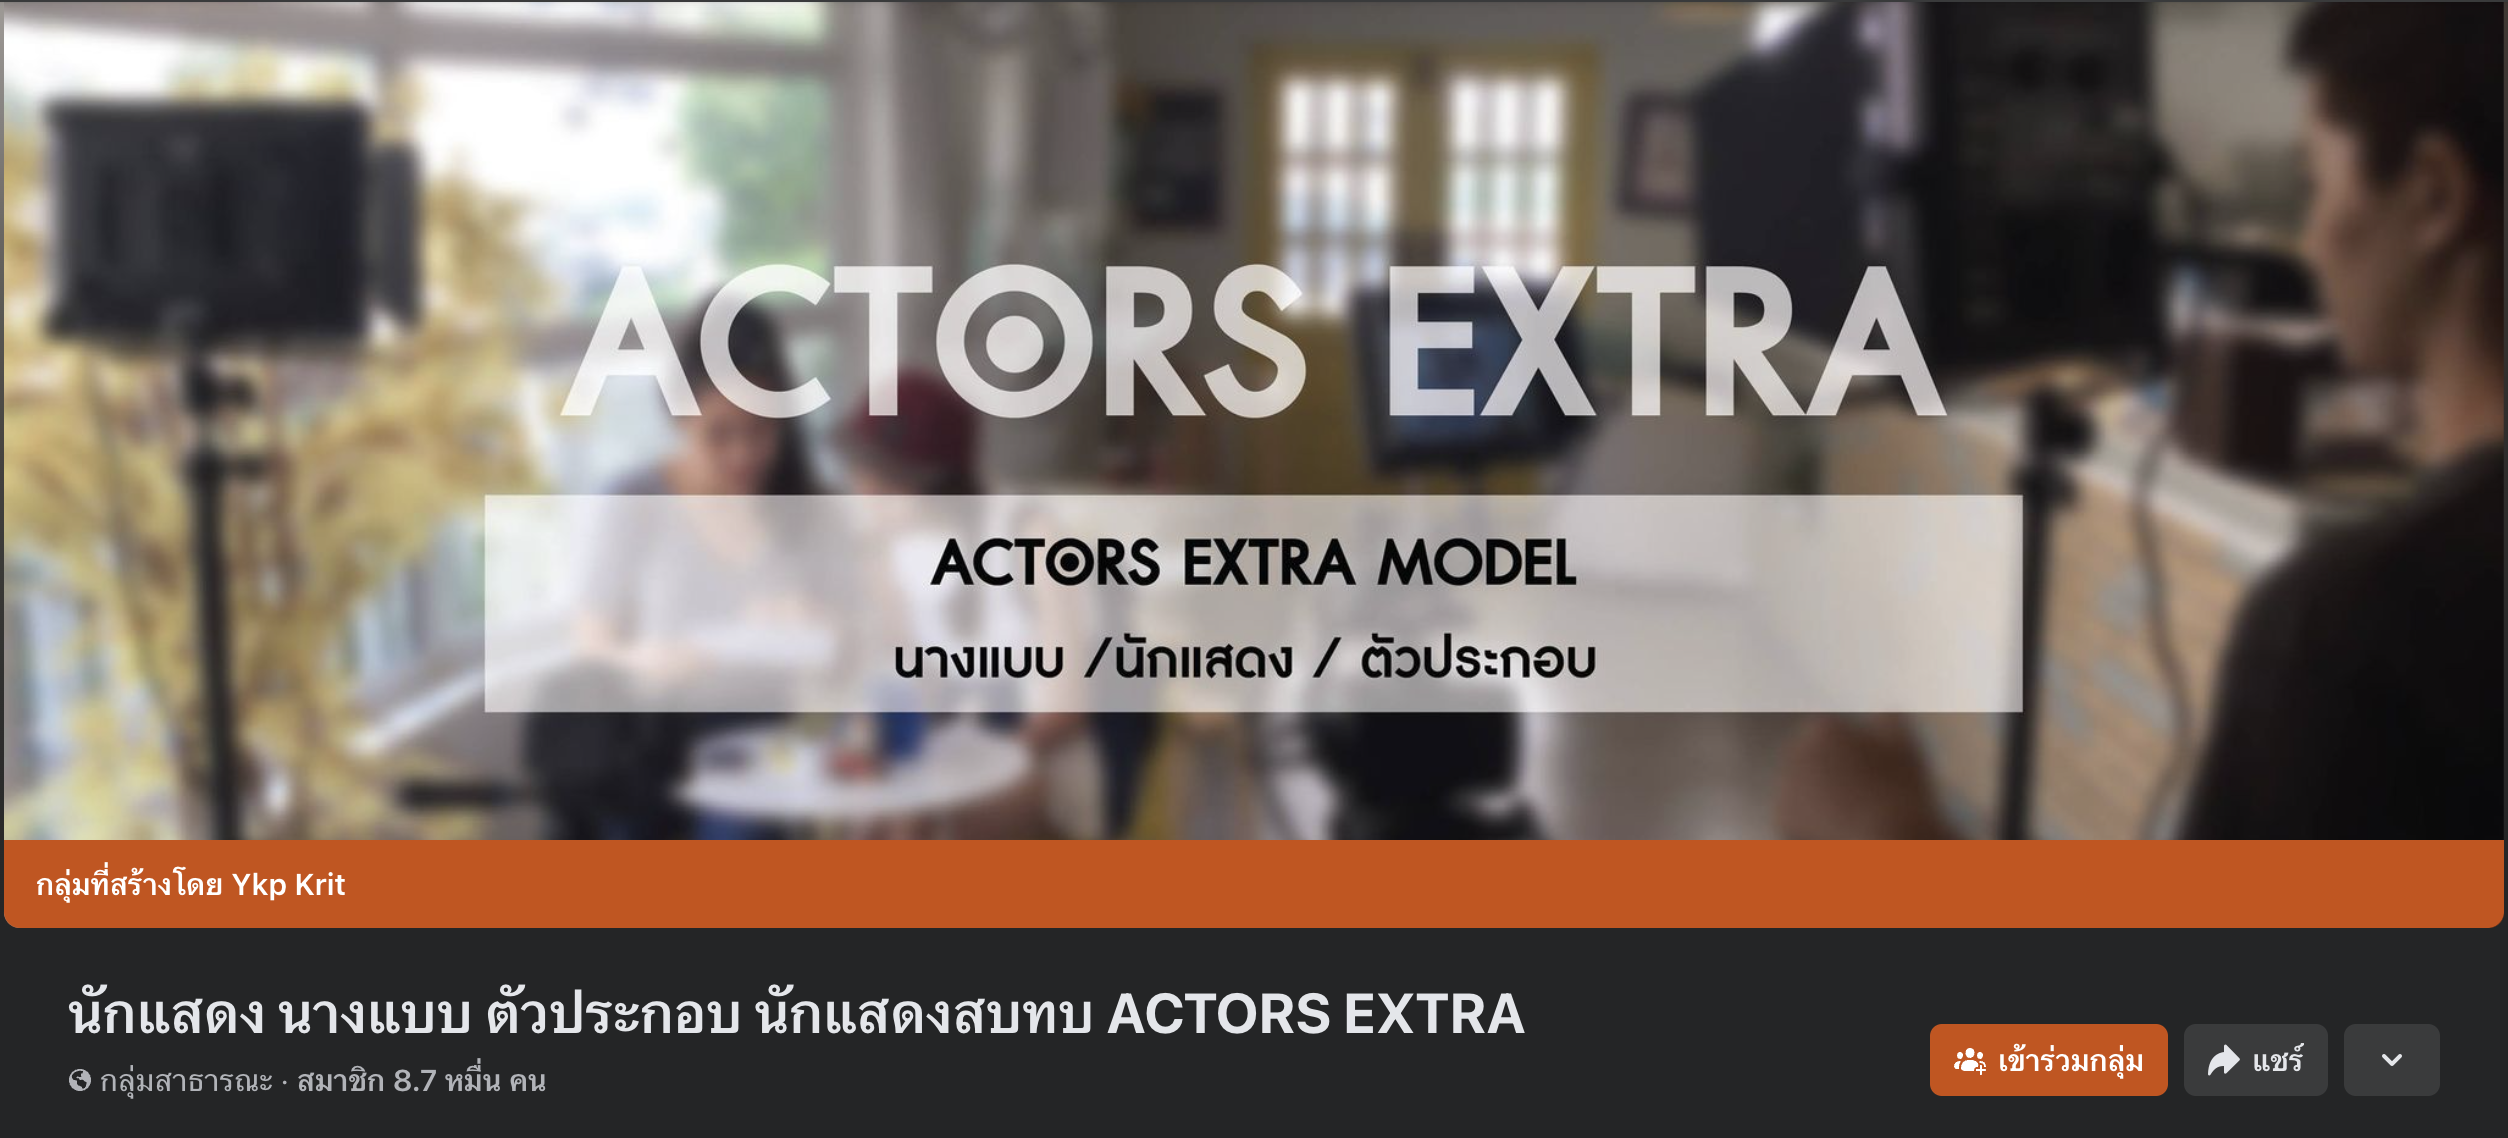 ACTORS EXTRA
ACTORS EXTRA MODEL
นางแบบ /นักแสดง / ตัวประกอบ
กลุ่มที่สร้างโดย Ykp Krit
นักแสดง นางแบบ ตัวประกอบ นักแสดงสบทบ ACTORS EXTRA
กลุ่มสาธารณะ · สมาชิก 8.7 หมื่น คน
เข้าร่วมกลุ่ม
แชร์